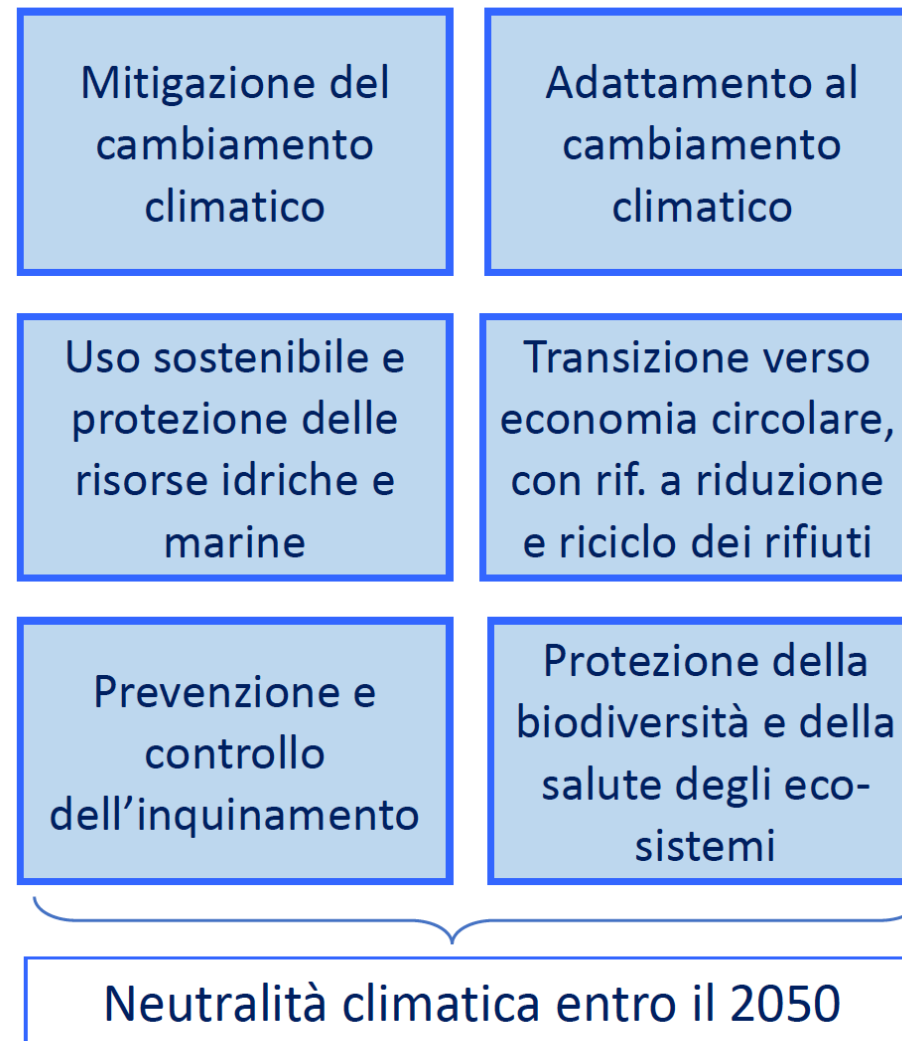 Mitigazione del
cambiamento
climatico
Adattamento al
cambiamento
climatico
Uso sostenibile e
protezione delle
risorse idriche e
marine
Transizione verso
economia circolare,
con rif. a riduzione
e riciclo dei rifiuti
Prevenzione e
controllo
dell’inquinamento
Protezione della
biodiversità e della
salute degli eco-
sistemi
Neutralità climatica entro il 2050